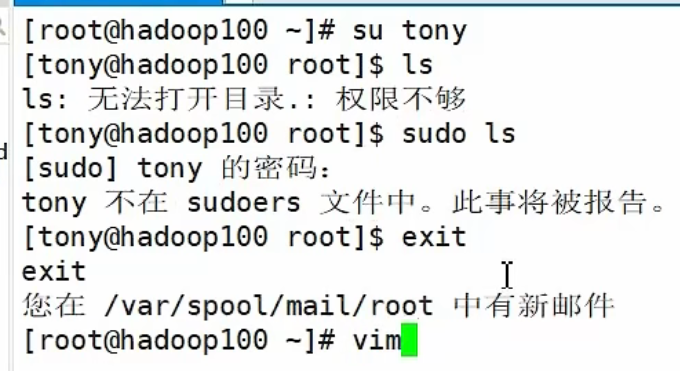 [root@hadoop100 ~]# su tony
[tony@hadoop100 root]$ ls
ls: 无法打开目录.: 权限不够
[tony@hadoop100 root]$ sudo ls
[sudo] tony 的密码：
tony 不在 sudoers 文件中。此事将被报告。
[tony@hadoop100 root]$ exit
exit
您在 /var/spool/mail/root 中有新邮件
[root@hadoop100 ~]# vim